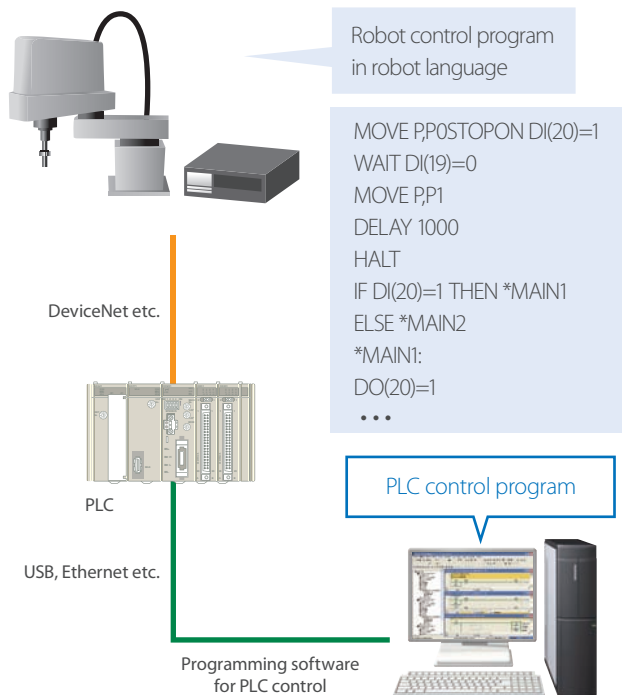 Robot control program
in robot language
MOVE P,P0STOPON DI(20)=1
WAIT DI(19)=0
MOVE P,P1
DELAY 1000
HALT
IF DI(20)=1 THEN *MAIN1
ELSE *MAIN2
*MAIN1:
DO(20)=1
• • •
DeviceNet etc.
PLC
PLC control program
USB, Ethernet etc.
Programming software
for PLC control